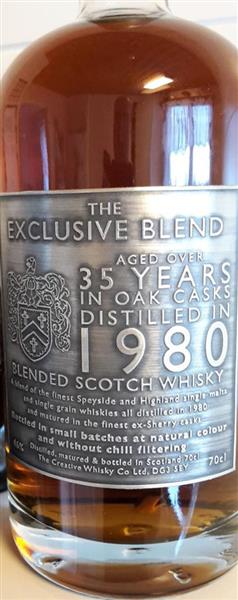 THE
EXCLUSIVE BLEND
AGED OVER
35 YEARS
IN OAK CASKS
DISTILLED IN
1980
BLENDED SCOTCH WHISKY
A blend of the finest Speyside and Highland single malts
and single grain whiskies all distilled in 1980
and matured in the finest ex-Sherry casks.
Bottled in small batches at natural colour
and without chill filtering
46% Distilled, matured & bottled in Scotland 70cl 70cl
The Creative Whisky Co Ltd, DG3 5EY